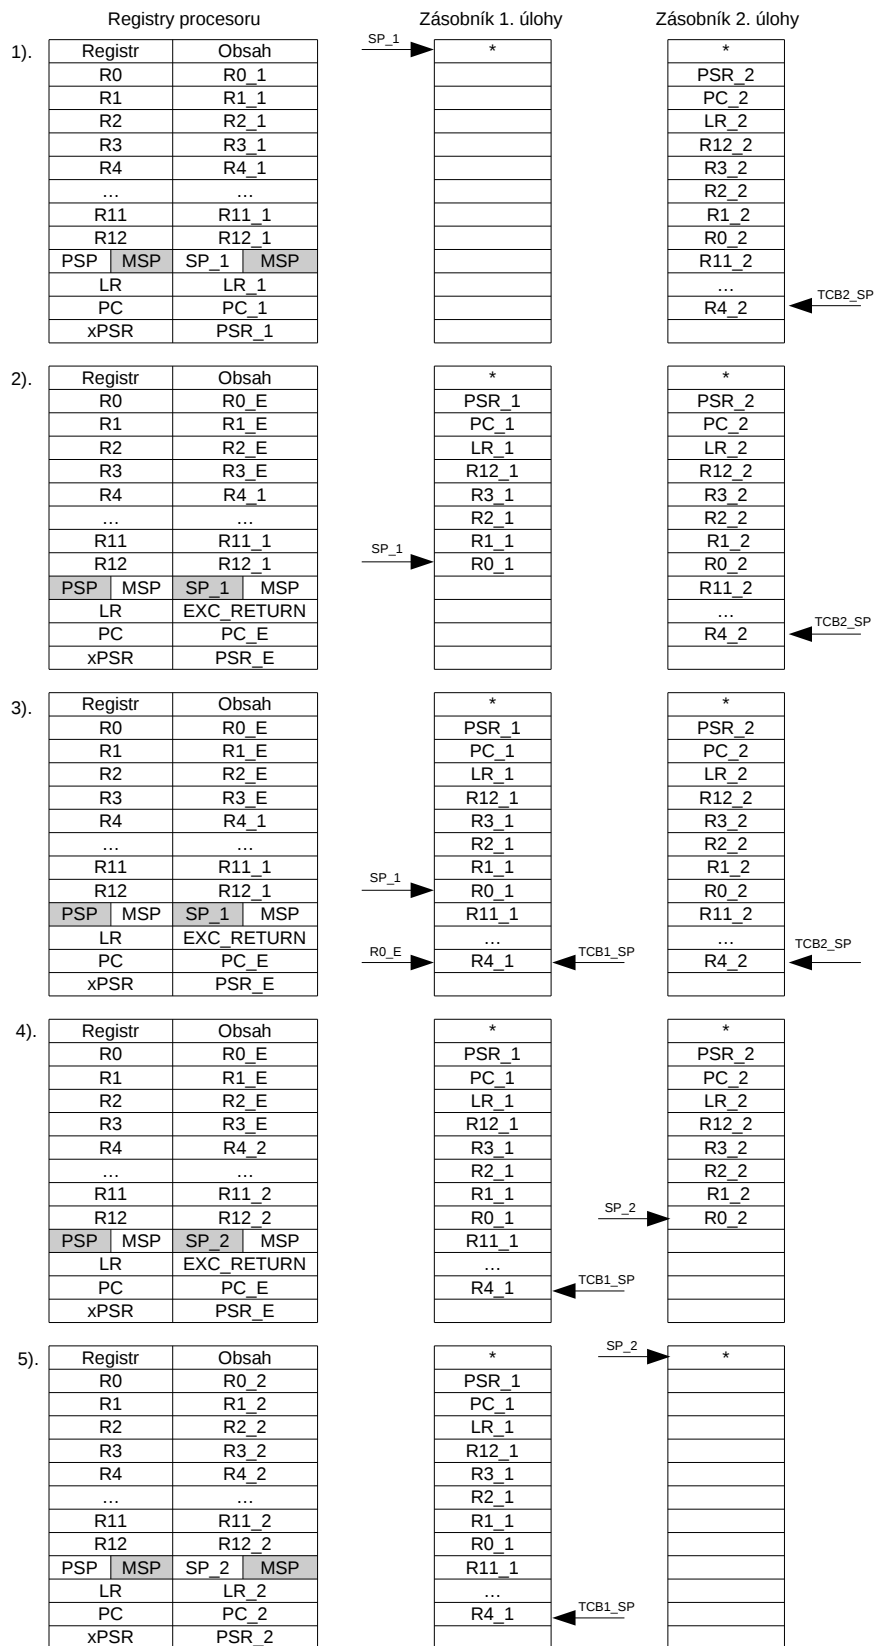 Registry procesoru Zásobník 1. úlohy Zásobník 2. úlohy
1). Registr Obsah SP_1 * *
R0 R0_1 PSR_2
R1 R1_1 PC_2
R2 R2_1 LR_2
R3 R3_1 R12_2
R4 R4_1 R3_2
... ... R2_2
R11 R11_1 R1_2
R12 R12_1 R0_2
PSP MSP SP_1 MSP R11_2
LR LR_1 ...
PC PC_1 R4_2 TCB2_SP
xPSR PSR_1
2). Registr Obsah * *
R0 R0_E PSR_1 PSR_2
R1 R1_E PC_1 PC_2
R2 R2_E LR_1 LR_2
R3 R3_E R12_1 R12_2
R4 R4_1 R3_1 R3_2
... ... R2_1 R2_2
R11 R11_1 R1_1 R1_2
R12 R12_1 SP_1 R0_1 R0_2
PSP MSP SP_1 MSP R11_2
LR EXC_RETURN ...
PC PC_E R4_2 TCB2_SP
xPSR PSR_E
3). Registr Obsah * *
R0 R0_E PSR_1 PSR_2
R1 R1_E PC_1 PC_2
R2 R2_E LR_1 LR_2
R3 R3_E R12_1 R12_2
R4 R4_1 R3_1 R3_2
... ... R2_1 R2_2
R11 R11_1 R1_1 R1_2
R12 R12_1 SP_1 R0_1 R0_2
PSP MSP SP_1 MSP R11_1 R11_2
LR EXC_RETURN ... ...
PC PC_E R0_E R4_1 TCB1_SP R4_2 TCB2_SP
xPSR PSR_E
4). Registr Obsah * *
R0 R0_E PSR_1 PSR_2
R1 R1_E PC_1 PC_2
R2 R2_E LR_1 LR_2
R3 R3_E R12_1 R12_2
R4 R4_2 R3_1 R3_2
... ... R2_1 R2_2
R11 R11_2 R1_1 R1_2
R12 R12_2 R0_1 SP_2 R0_2
PSP MSP SP_2 MSP R11_1
LR EXC_RETURN ...
PC PC_E R4_1 TCB1_SP
xPSR PSR_E
5). Registr Obsah * SP_2 *
R0 R0_2 PSR_1
R1 R1_2 PC_1
R2 R2_2 LR_1
R3 R3_2 R12_1
R4 R4_2 R3_1
... ... R2_1
R11 R11_2 R1_1
R12 R12_2 R0_1
PSP MSP SP_2 MSP R11_1
LR LR_2 ...
PC PC_2 R4_1 TCB1_SP
xPSR PSR_2